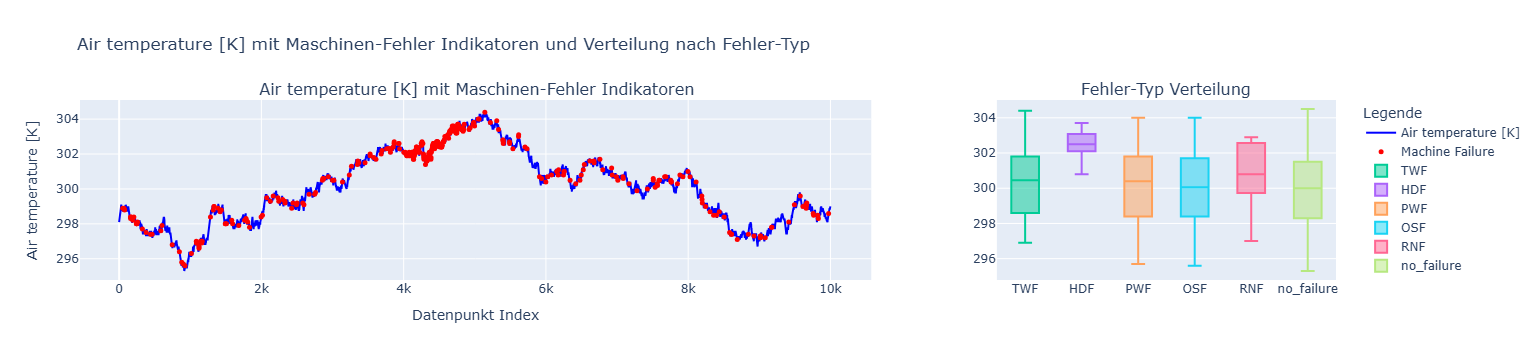 Air temperature [K] mit Maschinen-Fehler Indikatoren und Verteilung nach Fehler-Typ
Air temperature [K] mit Maschinen-Fehler Indikatoren
Air temperature [K]
304
302
300
298
296
0 2k 4k 6k 8k 10k
Datenpunkt Index
Fehler-Typ Verteilung
304
302
300
298
296
TWF HDF PWF OSF RNF no_failure
Legende
Air temperature [K]
Machine Failure
TWF
HDF
PWF
OSF
RNF
no_failure